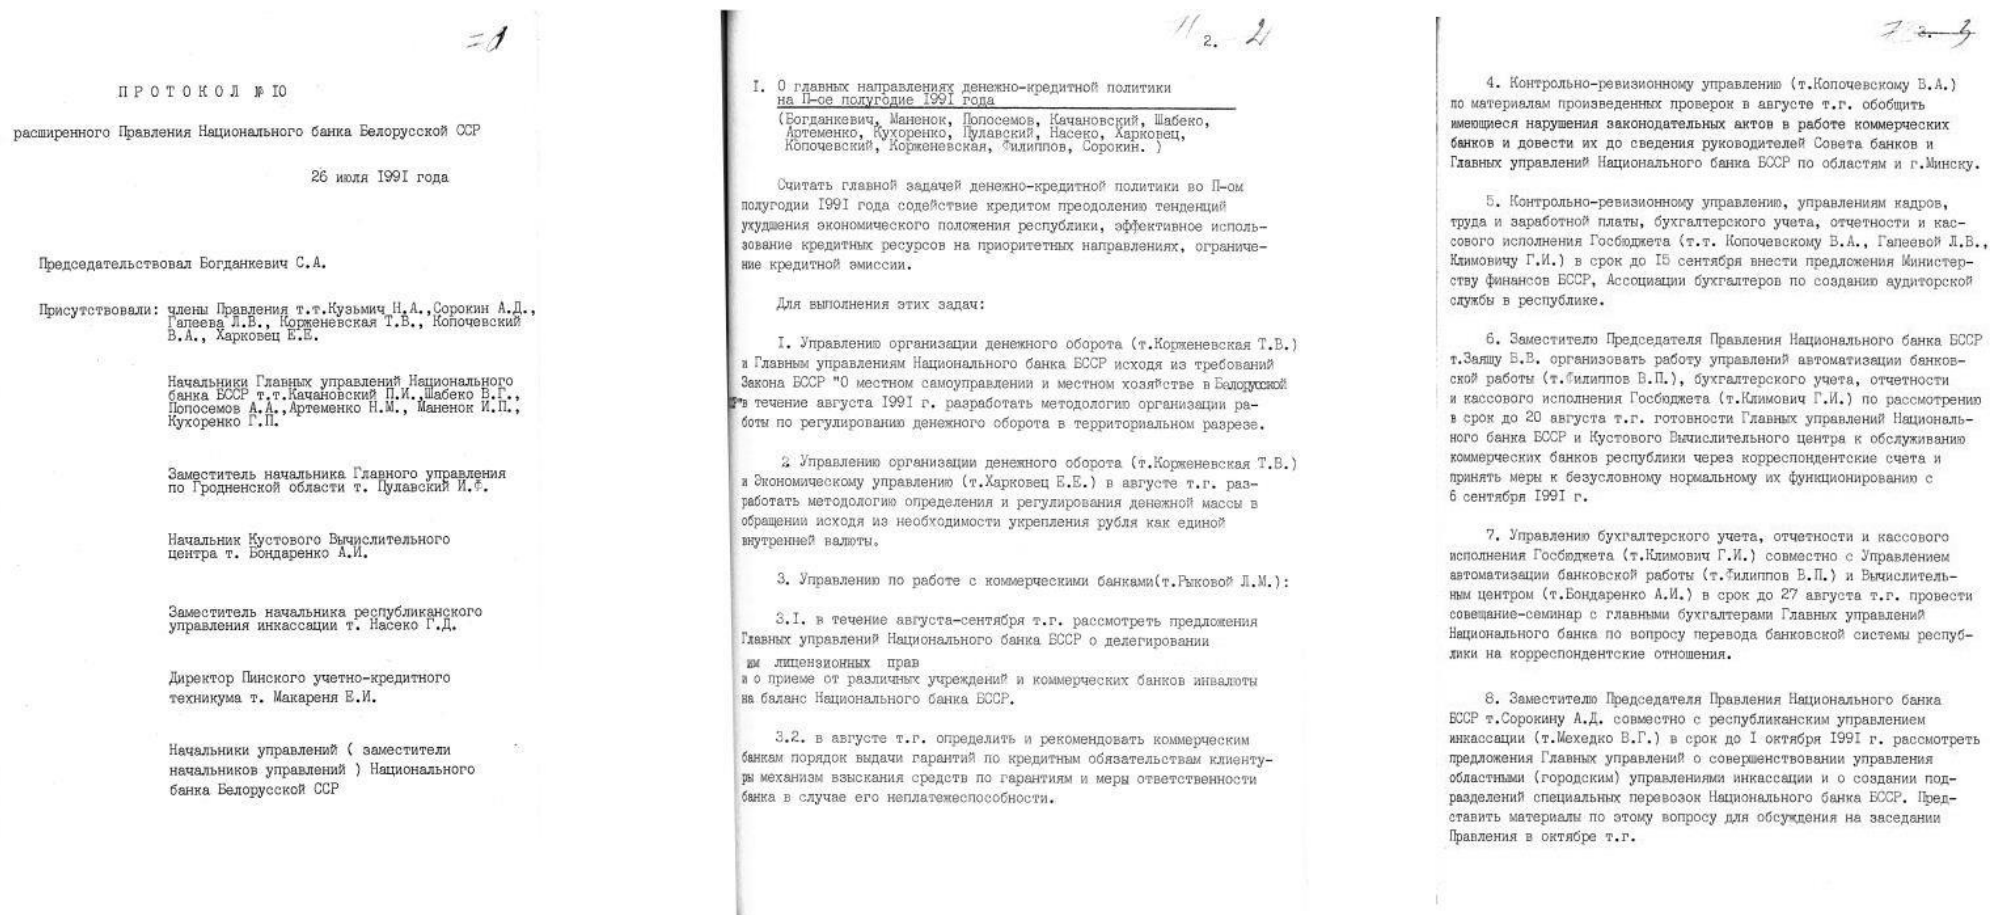 =1
ПРОТОКОЛ № 10
расширенного Правления Национального банка Белорусской ССР
26 июля 1991 года
Председательствовал Богданкевич С.А.
Присутствовали: члены Правления т.т.Кузьмич Н.А.,Сорокин А.Д.,
Галеева Л.В., Корженевская Т.В., Копочевский
В.А., Харковец Е.Е.
Начальники Главных управлений Национального
банка БССР т.т.Качановский П.И.,Шабеко В.Г.,
Попосемов А.А.,Артеменко Н.М., Маненок И.П.,
Кухоренко Г.П.
Заместитель начальника Главного управления
по Гродненской области т. Пулавский И.Ф.
Начальник Кустового Вычислительного
центра т. Бондаренко А.И.
Заместитель начальника республиканского
управления инкассации т. Насеко Г.Д.
Директор Пинского учетно-кредитного
техникума т. Макареня Е.И.
Начальники управлений ( заместители
начальников управлений ) Национального
банка Белорусской ССР
2. 2
I. О главных направлениях денежно-кредитной политики
на П-ое полугодие 1991 года
(Богданкевич, Маненок, Попосемов, Качановский, Шабеко,
Артеменко, Кухоренко, Пулавский, Насеко, Харковец,
Копочевский, Корженевская, Филиппов, Сорокин. )
Считать главной задачей денежно-кредитной политики во П-ом
полугодии 1991 года содействие кредитом преодолению тенденций
ухудшения экономического положения республики, эффективное исполь-
зование кредитных ресурсов на приоритетных направлениях, ограниче-
ние кредитной эмиссии.
Для выполнения этих задач:
I. Управлению организации денежного оборота (т.Корженевская Т.В.)
и Главным управлениям Национального банка БССР исходя из требований
Закона БССР "О местном самоуправлении и местном хозяйстве в Белорусской
в течение августа 1991 г. разработать методологию организации ра-
боты по регулированию денежного оборота в территориальном разрезе.
2 Управлению организации денежного оборота (т.Корженевская Т.В.)
и Экономическому управлению (т.Харковец Е.Е.) в августе т.г. раз-
работать методологию определения и регулирования денежной массы в
обращении исходя из необходимости укрепления рубля как единой
внутренней валюты.
3. Управлению по работе с коммерческими банками(т.Рыковой Л.М.):
3.I. в течение августа-сентября т.г. рассмотреть предложения
Главных управлений Национального банка БССР о делегировании
им лицензионных прав
и о приеме от различных учреждений и коммерческих банков инвалюты
на баланс Национального банка БССР.
3.2. в августе т.г. определить и рекомендовать коммерческим
банкам порядок выдачи гарантий по кредитным обязательствам клиенту-
ры механизм взыскания средств по гарантиям и меры ответственности
банка в случае его неплатежеспособности.
3. 3
4. Контрольно-ревизионному управлению (т.Копочевскому В.А.)
по материалам произведенных проверок в августе т.г. обобщить
имеющиеся нарушения законодательных актов в работе коммерческих
банков и довести их до сведения руководителей Совета банков и
Главных управлений Национального банка БССР по областям и г.Минску.
5. Контрольно-ревизионному управлению, управлениям кадров,
труда и заработной платы, бухгалтерского учета, отчетности и кас-
сового исполнения Госбюджета (т.т. Копочевскому В.А., Галеевой Л.В.,
Климовичу Г.И.) в срок до 15 сентября внести предложения Министер-
ству финансов БССР, Ассоциации бухгалтеров по созданию аудиторской
службы в республике.
6. Заместителю Председателя Правления Национального банка БССР
т.Заяшу В.В. организовать работу управлений автоматизации банков-
ской работы (т.Филиппов В.П.), бухгалтерского учета, отчетности
и кассового исполнения Госбюджета (т.Климович Г.И.) по рассмотрению
в срок до 20 августа т.г. готовности Главных управлений Националь-
ного банка БССР и Кустового Вычислительного центра к обслуживанию
коммерческих банков республики через корреспондентские счета и
принять меры к безусловному нормальному их функционированию с
6 сентября 1991 г.
7. Управлению бухгалтерского учета, отчетности и кассового
исполнения Госбюджета (т.Климович Г.И.) совместно с Управлением
автоматизации банковской работы (т.Филиппов В.П.) и Вычислитель-
ным центром (т.Бондаренко А.И.) в срок до 27 августа т.г. провести
совещание-семинар с главными бухгалтерами Главных управлений
Национального банка по вопросу перевода банковской системы респуб-
лики на корреспондентские отношения.
8. Заместителю Председателя Правления Национального банка
БССР т.Сорокину А.Д. совместно с республиканским управлением
инкассации (т.Мехедко В.Г.) в срок до I октября 1991 г. рассмотреть
предложения Главных управлений о совершенствовании управления
областными (городским) управлениями инкассации и о создании под-
разделений специальных перевозок Национального банка БССР. Пред-
ставить материалы по этому вопросу для обсуждения на заседании
Правления в октябре т.г.